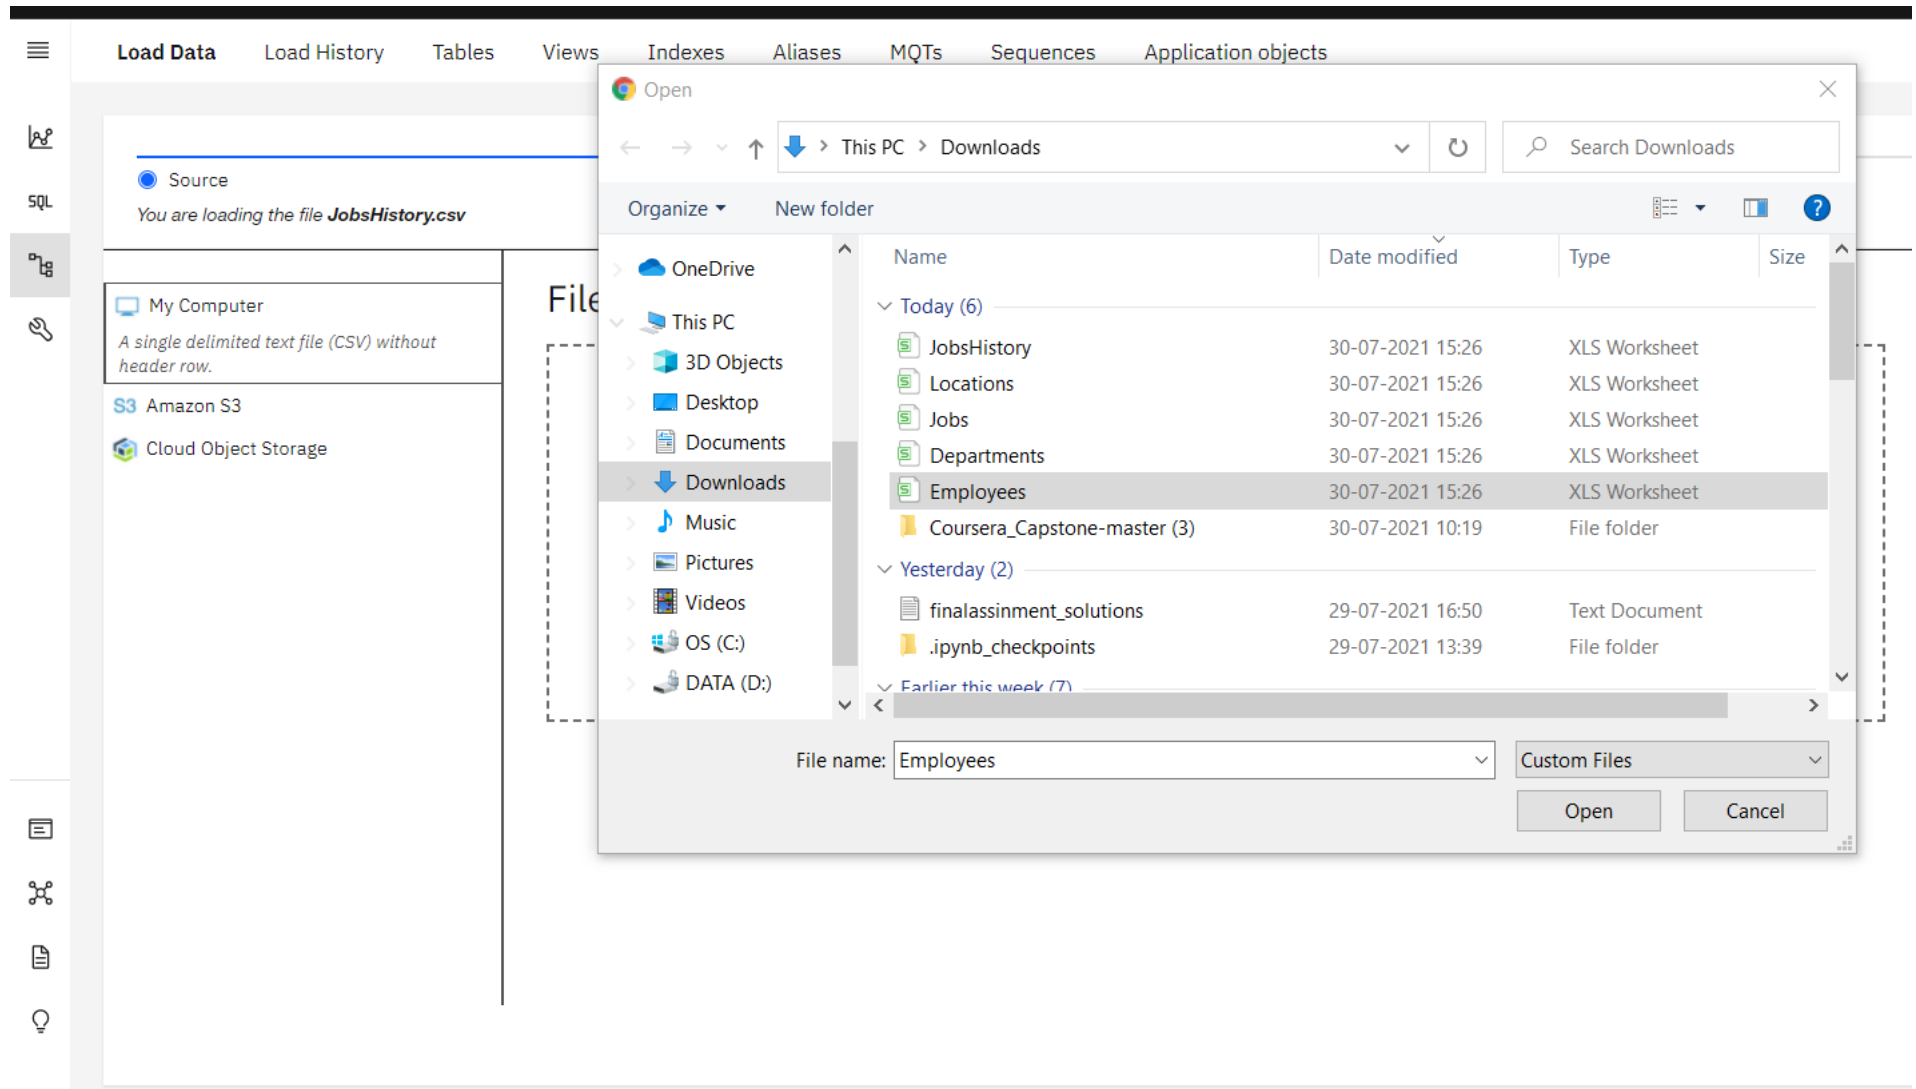 Load Data Load History Tables Views Indexes Aliases MQTs Sequences Application objects
SQL
Source
You are loading the file JobsHistory.csv
My Computer
A single delimited text file (CSV) without
header row.
S3 Amazon S3
Cloud Object Storage
File
Open
This PC Downloads
Search Downloads
Organize New folder
?
OneDrive
This PC
3D Objects
Desktop
Documents
Downloads
Music
Pictures
Videos
OS (C:)
DATA (D:)
Name Date modified Type Size
Today (6)
JobsHistory 30-07-2021 15:26 XLS Worksheet
Locations 30-07-2021 15:26 XLS Worksheet
Jobs 30-07-2021 15:26 XLS Worksheet
Departments 30-07-2021 15:26 XLS Worksheet
Employees 30-07-2021 15:26 XLS Worksheet
Coursera_Capstone-master (3) 30-07-2021 10:19 File folder
Yesterday (2)
finalassinment_solutions 29-07-2021 16:50 Text Document
.ipynb_checkpoints 29-07-2021 13:39 File folder
Earlier this week (7)
File name: Employees Custom Files
Open Cancel